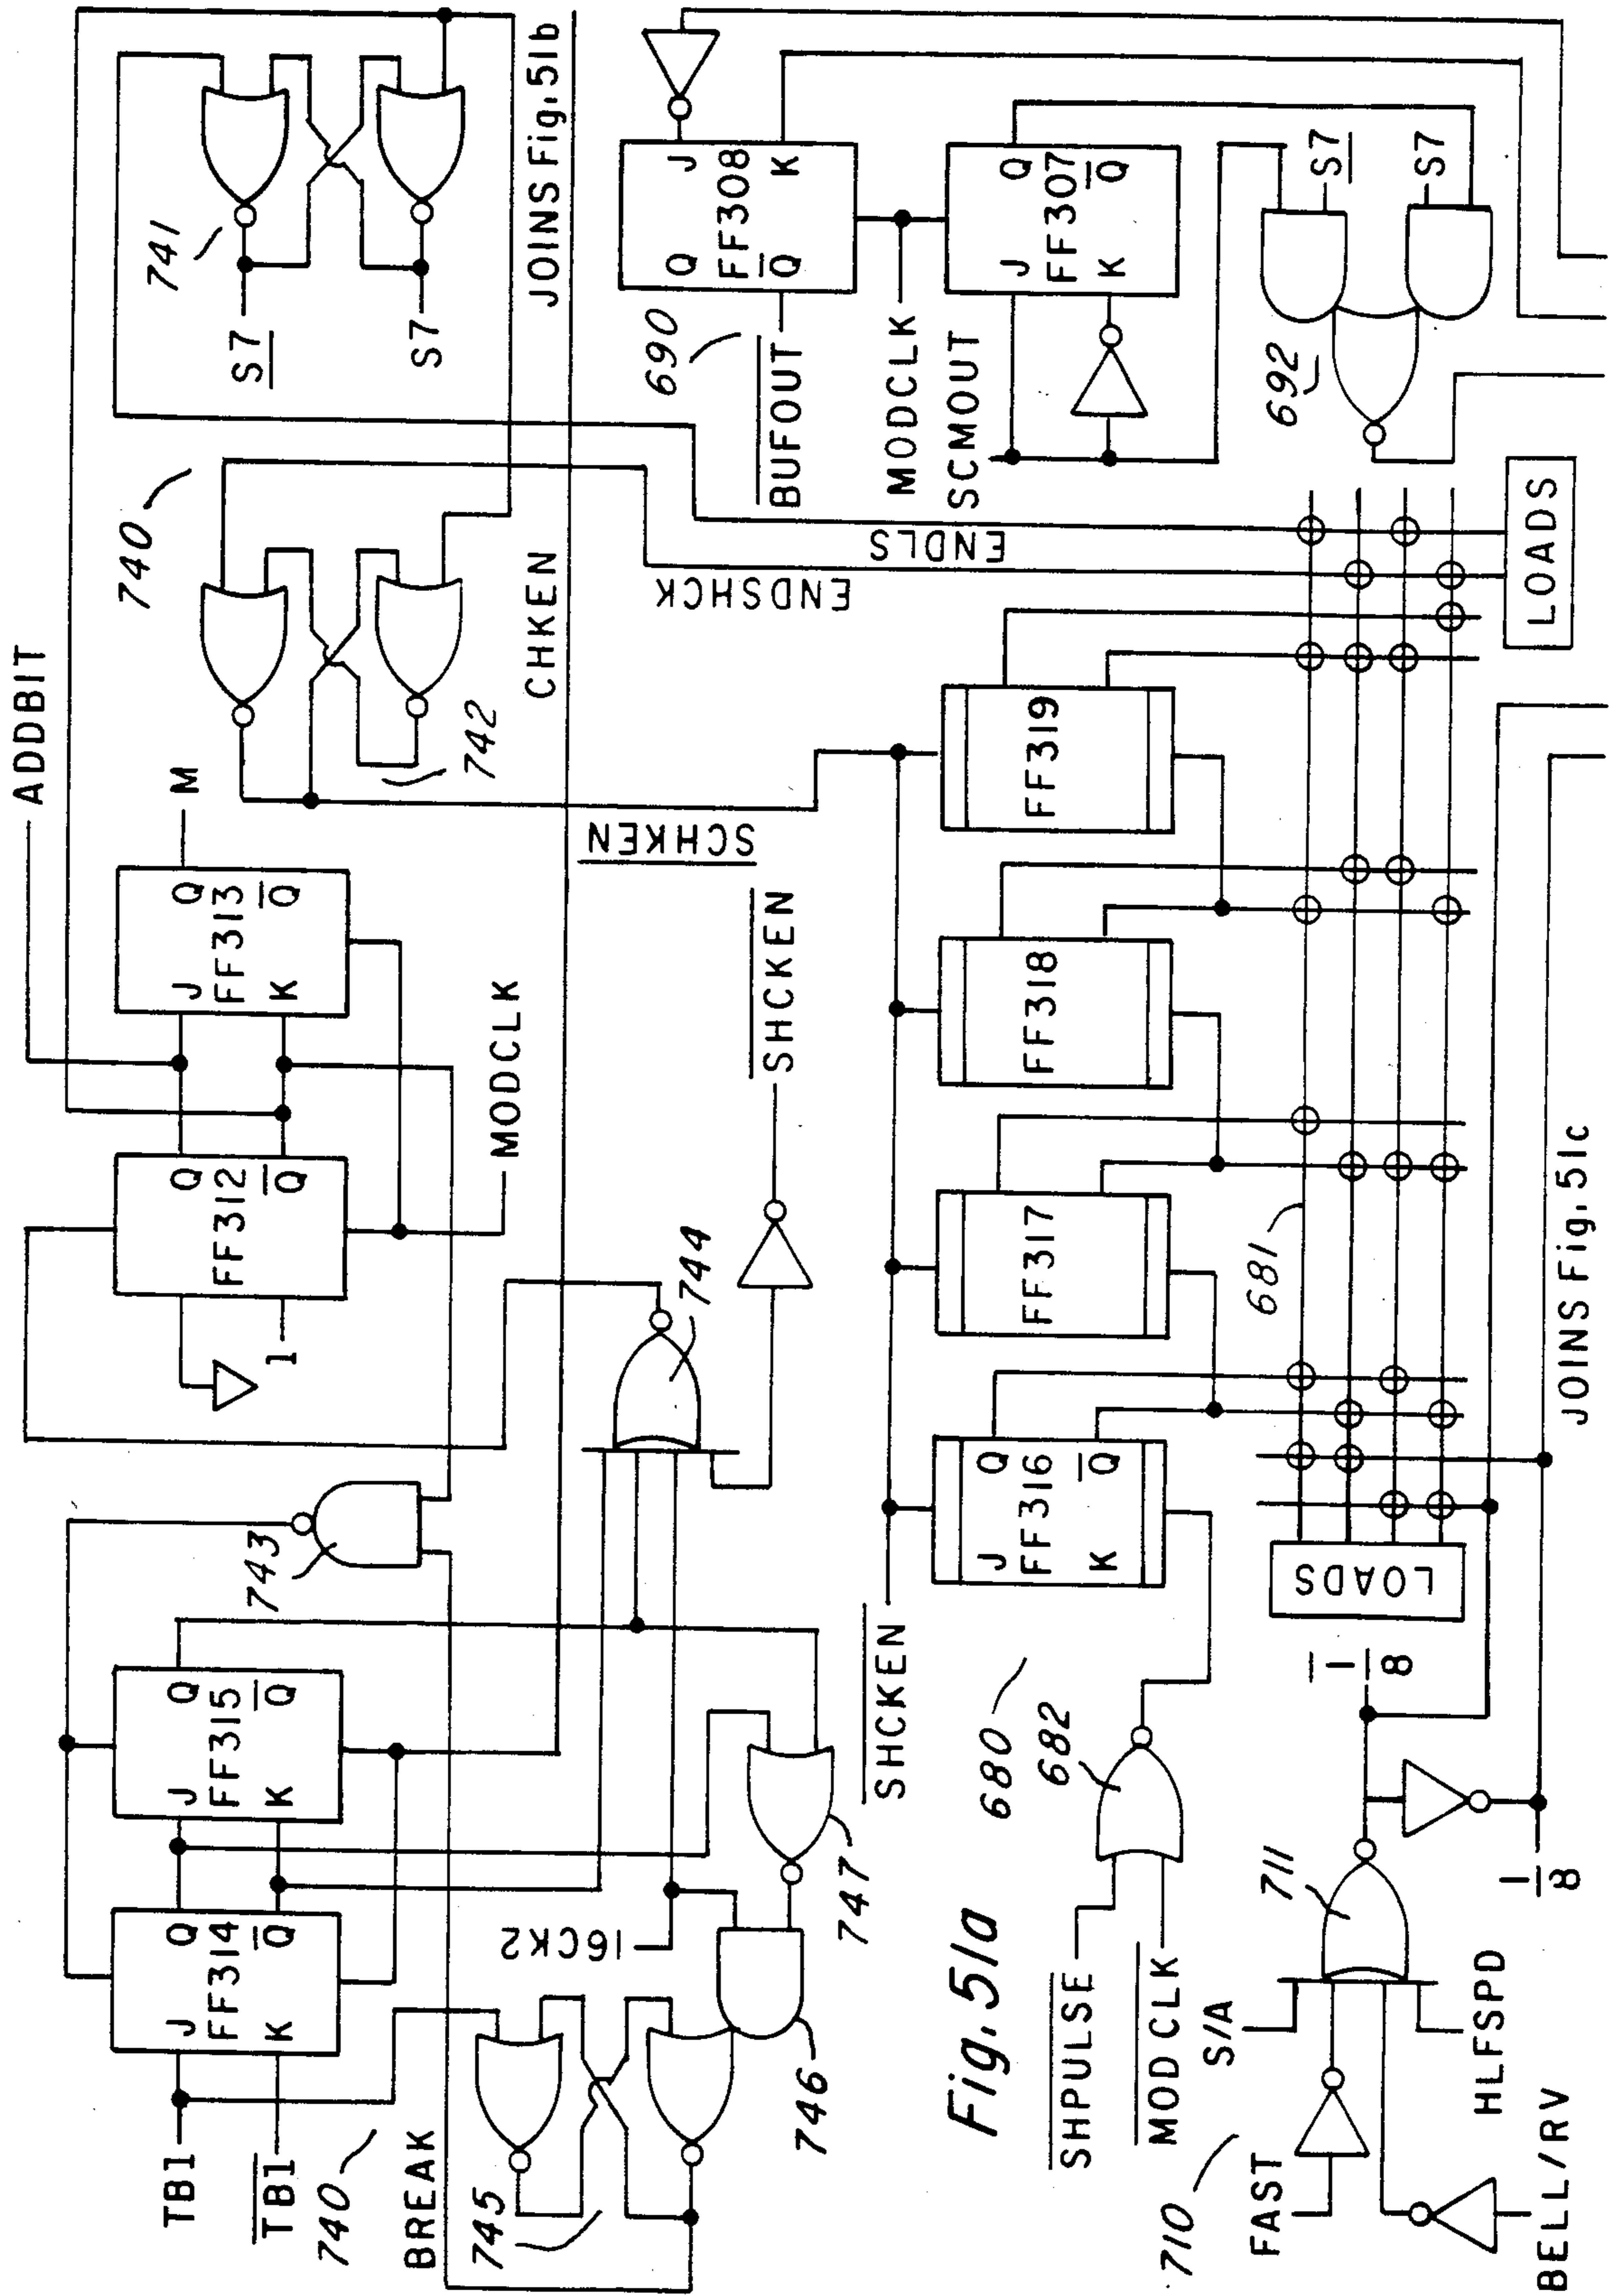 ADDBIT
741
S7
S7
JOINS Fig. 51b
740
742
CHKEN
M
J Q
FF313
K Q
Q
FF312
Q
1
MODCLK
SCHKEN
SHCKEN
744
743
J Q
FF315
K Q
J Q
FF314
K Q
TB1
TB1
740
BREAK
745
16CK2
746
747
J
FF308
K
Q
Q
690
BUFOUT
MODCLK
SCMOUT
Q
FF307
Q
J
K
S7
S7
692
ENDLS
ENDSHCK
LOADS
FF319
FF318
FF317
J Q
FF316
K Q
681
SHCKEN
680
682
LOADS
1/8
1/8
JOINS Fig. 51c
Fig. 51a
SHPULSE
MOD CLK
711
S/A
HLFSPD
710
FAST
BELL/RV